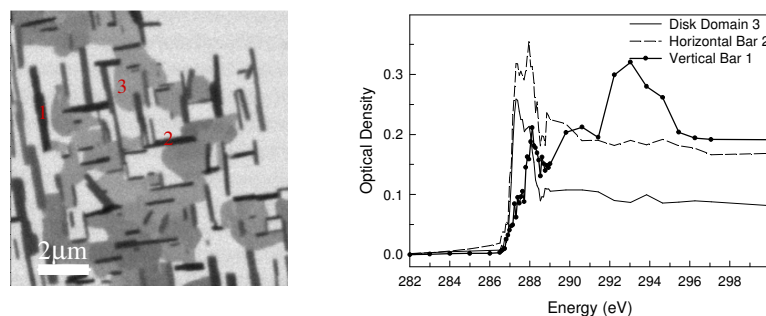 3
1
2
2µm
Disk Domain 3
Horizontal Bar 2
Vertical Bar 1
0.3
0.2
0.1
0.0
Optical Density
282 284 286 288 290 292 294 296 298
Energy (eV)